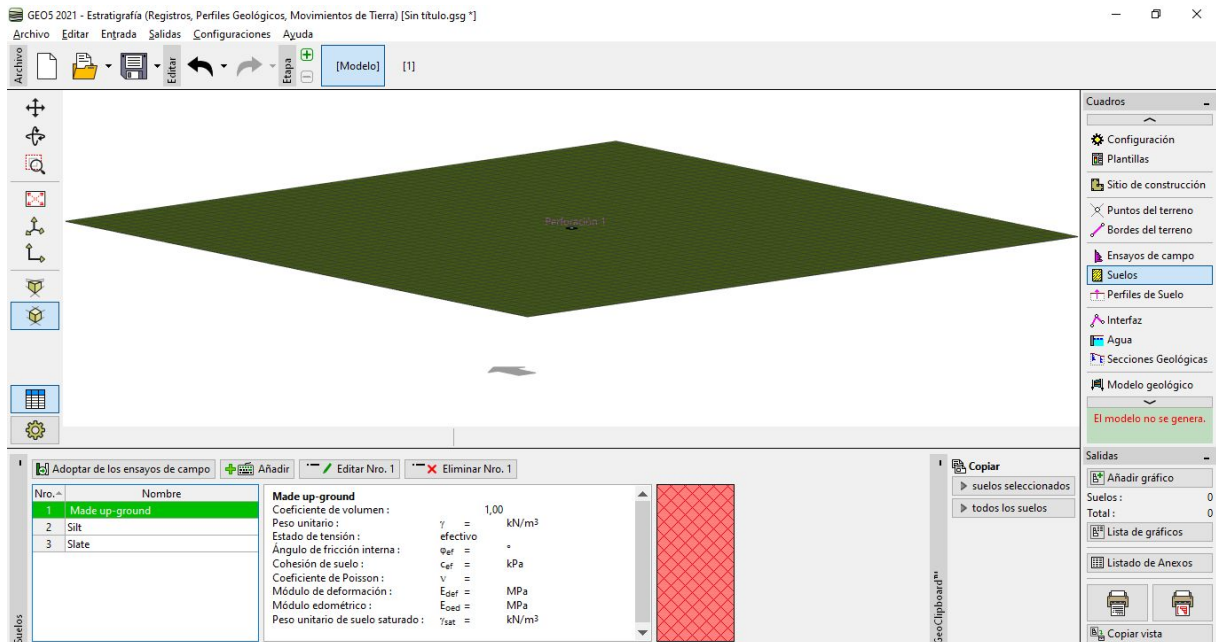 GEO5 2021 - Estratigrafía (Registros, Perfiles Geológicos, Movimientos de Tierra) [Sin título.gsg *]
Archivo Editar Entrada Salidas Configuraciones Ayuda
Archivo
Editar
Etapa
[Modelo] [1]
Perforación 1
Cuadros
Configuración
Plantillas
Sitio de construcción
Puntos del terreno
Bordes del terreno
Ensayos de campo
Suelos
Perfiles de Suelo
Interfaz
Agua
Secciones Geológicas
Modelo geológico
El modelo no se genera.
Salidas
Añadir gráfico
Suelos : 0
Total : 0
Lista de gráficos
Listado de Anexos
Copiar vista
Adoptar de los ensayos de campo Añadir Editar Nro. 1 Eliminar Nro. 1
Nro. Nombre
1 Made up-ground
2 Silt
3 Slate
Made up-ground
Coeficiente de volumen : 1,00
Peso unitario : γ = kN/m³
Estado de tensión : efectivo
Ángulo de fricción interna : φef = °
Cohesión de suelo : cef = kPa
Coeficiente de Poisson : ν =
Módulo de deformación : Edef = MPa
Módulo edométrico : Eoed = MPa
Peso unitario de suelo saturado : γsat = kN/m³
Suelos
GeoClipboard™
Copiar
suelos seleccionados
todos los suelos